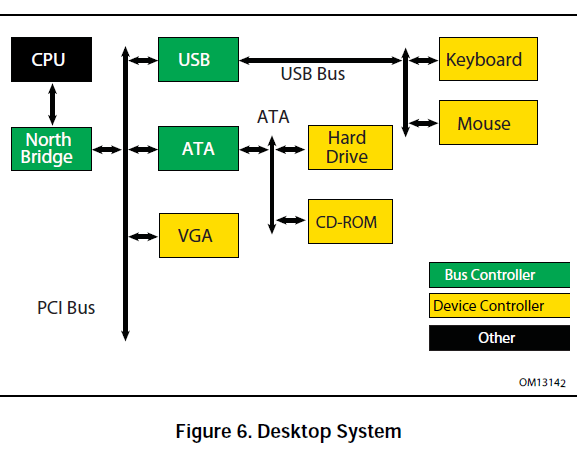 CPU
USB
USB Bus
Keyboard
Mouse
North
Bridge
ATA
ATA
Hard
Drive
CD-ROM
VGA
PCI Bus
Bus Controller
Device Controller
Other
OM13142
Figure 6. Desktop System